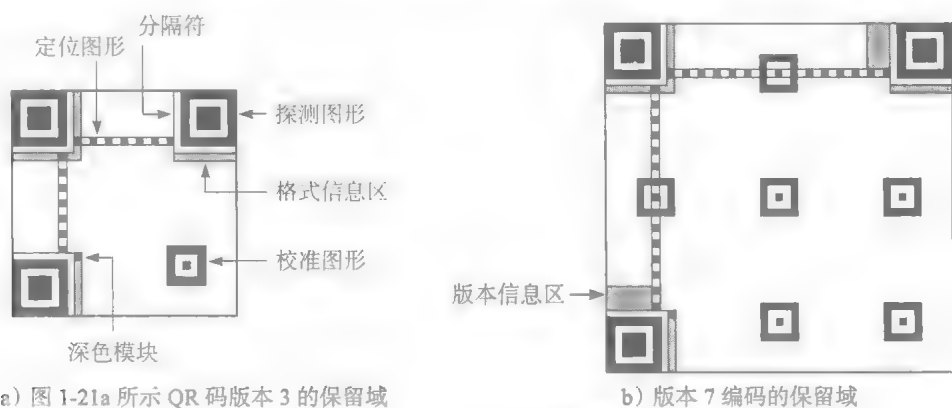 分隔符
定位图形
探测图形
格式信息区
校准图形
版本信息区
深色模块
a）图 1-21a 所示 QR 码版本 3 的保留域
b）版本 7 编码的保留域